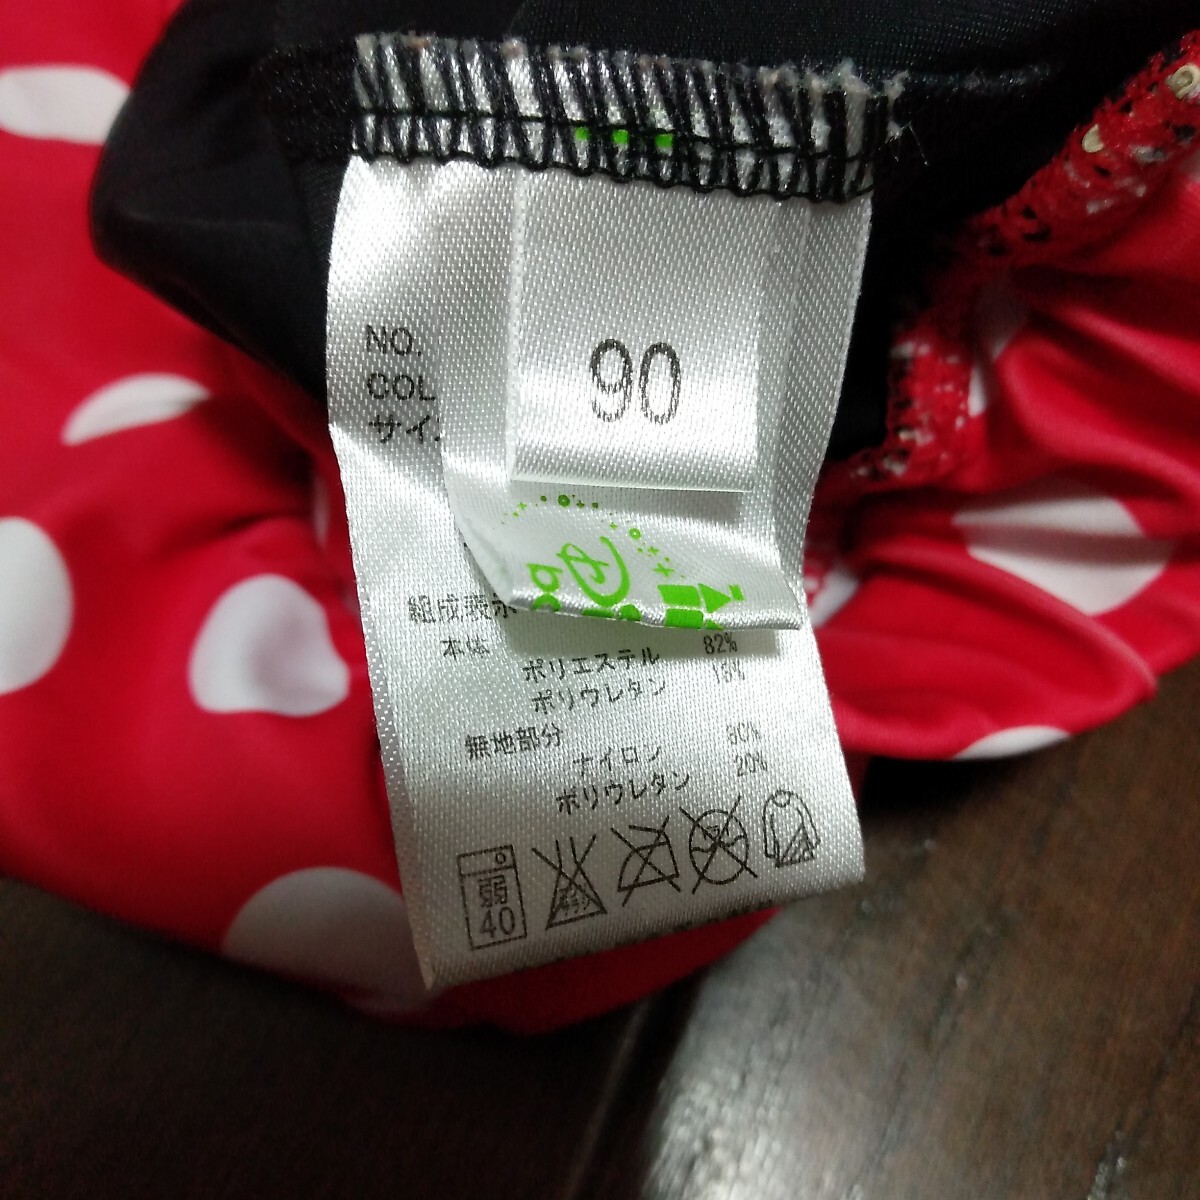 90
NO.
COL
サイ
組成表示
本体
ポリエステル 82%
ポリウレタン 18%
無地部分
ナイロン 80%
ポリウレタン 20%
弱
40